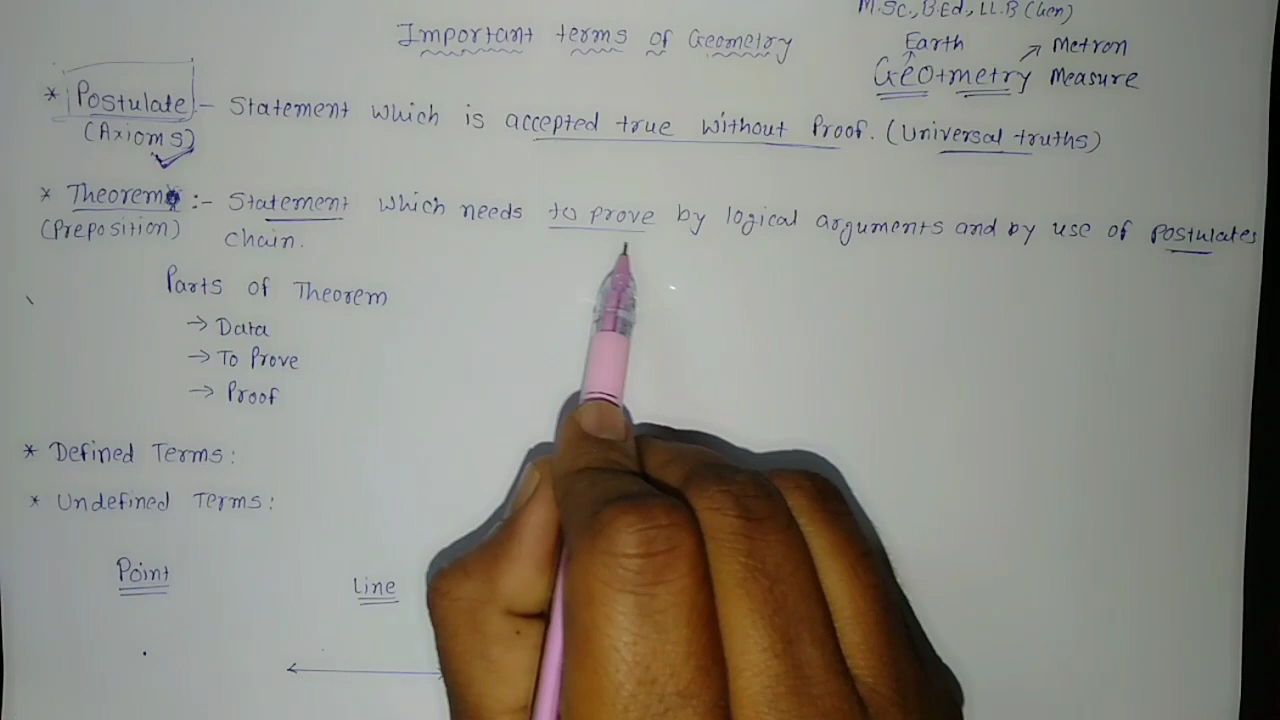 M.Sc., B.Ed., LL.B (Gen)
Important terms of Geometry
Earth Metron
Geo+metry Measure
* Postulate :- Statement which is accepted true without Proof. (Universal truths)
(Axioms)
* Theorem :- Statement which needs to prove by logical arguments and by use of Postulates
(Preposition) chain.
Parts of Theorem
→ Data
→ To Prove
→ Proof
* Defined Terms:
* Undefined Terms:
Point
Line